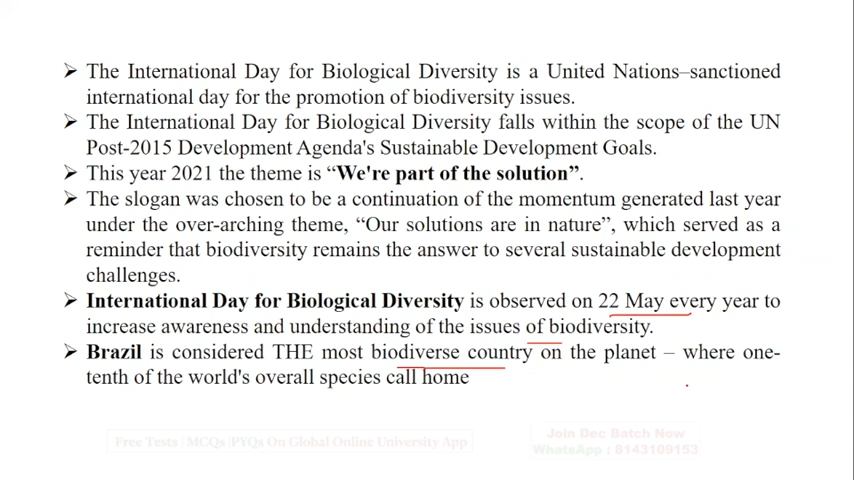 ➢ The International Day for Biological Diversity is a United Nations–sanctioned
international day for the promotion of biodiversity issues.
➢ The International Day for Biological Diversity falls within the scope of the UN
Post-2015 Development Agenda's Sustainable Development Goals.
➢ This year 2021 the theme is “We're part of the solution”.
➢ The slogan was chosen to be a continuation of the momentum generated last year
under the over-arching theme, “Our solutions are in nature”, which served as a
reminder that biodiversity remains the answer to several sustainable development
challenges.
➢ International Day for Biological Diversity is observed on 22 May every year to
increase awareness and understanding of the issues of biodiversity.
➢ Brazil is considered THE most biodiverse country on the planet – where one-
tenth of the world's overall species call home
Free Tests | MCQs |PYQs On Global Online University App
Join Dec Batch Now
WhatsApp : 8143109153